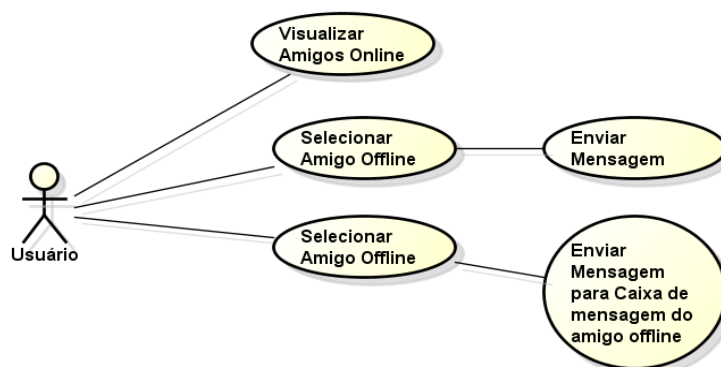 Visualizar
Amigos Online
Selecionar
Amigo Offline
Enviar
Mensagem
Usuário
Selecionar
Amigo Offline
Enviar
Mensagem
para Caixa de
mensagem do
amigo offline